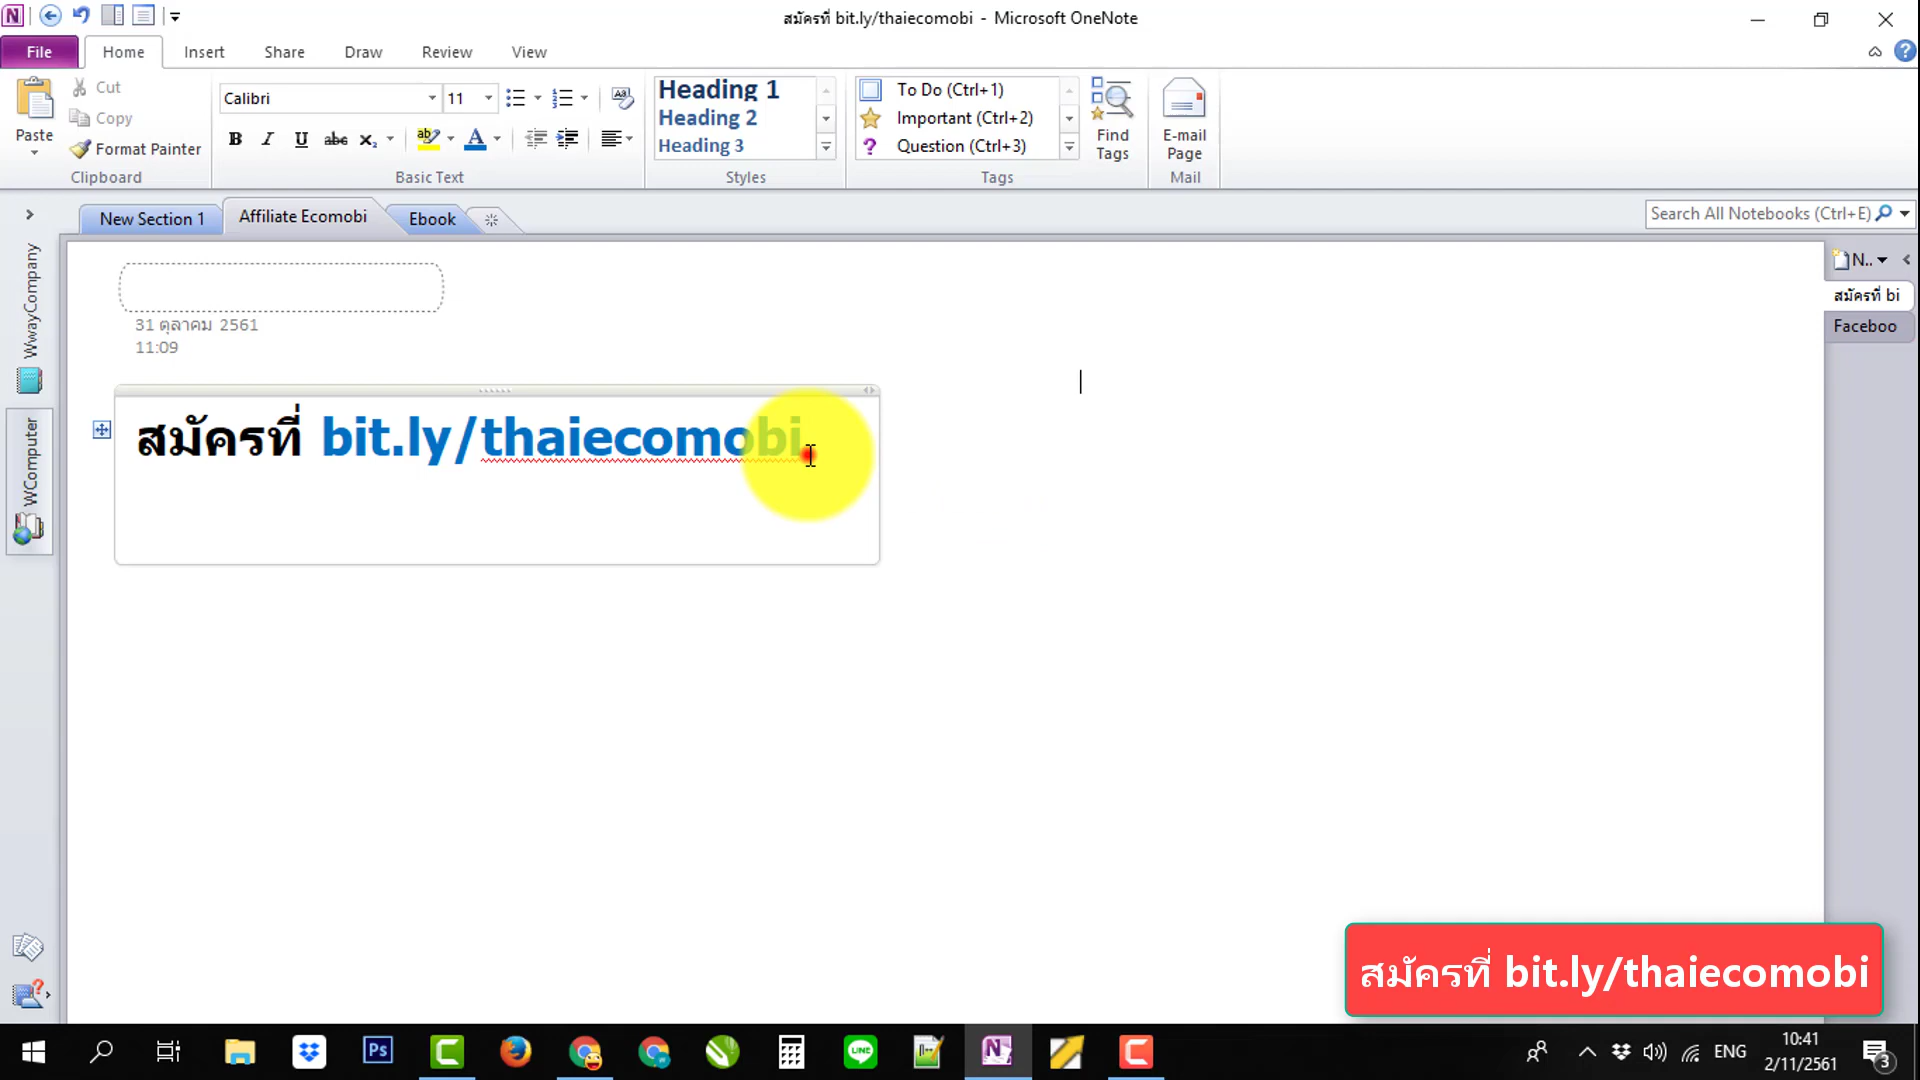 สมัครที่ bit.ly/thaiecomobi - Microsoft OneNote
File Home Insert Share Draw Review View
Paste
Cut
Copy
Format Painter
Clipboard
Calibri 11
Basic Text
Heading 1
Heading 2
Heading 3
Styles
To Do (Ctrl+1)
Important (Ctrl+2)
Question (Ctrl+3)
Tags
Find
Tags
E-mail
Page
Mail
New Section 1 Affiliate Ecomobi Ebook
Search All Notebooks (Ctrl+E)
WwayCompany
WComputer
N..
สมัครที่ bi
Faceboo
31 ตุลาคม 2561
11:09
สมัครที่ bit.ly/thaiecomobi
สมัครที่ bit.ly/thaiecomobi
Ps
LINE
ENG
10:41
2/11/2561
3